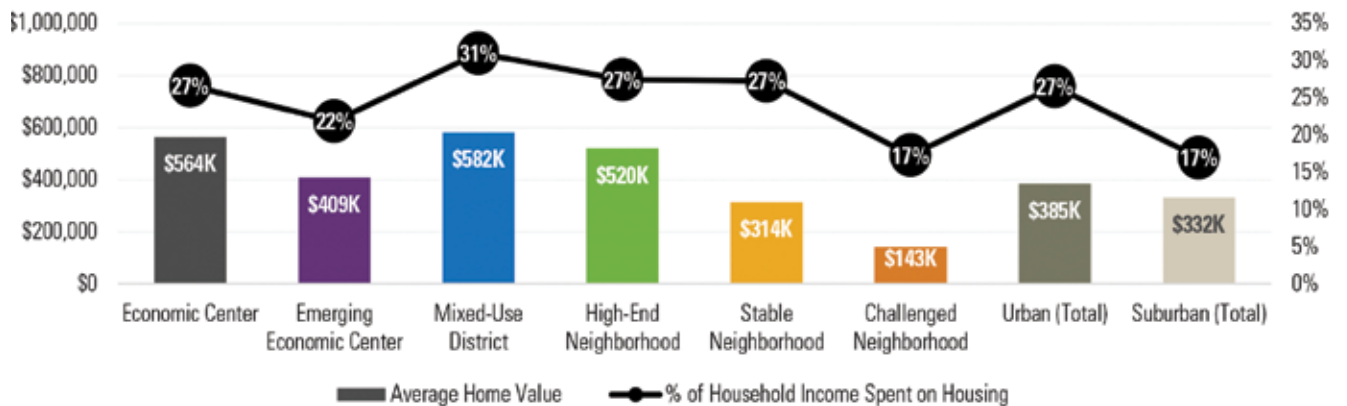 $1,000,000
$800,000
$600,000
$400,000
$200,000
$0
35%
30%
25%
20%
15%
10%
5%
0%
27%
22%
31%
27%
27%
17%
27%
17%
$564K
$409K
$582K
$520K
$314K
$143K
$385K
$332K
Economic Center
Emerging
Economic Center
Mixed-Use
District
High-End
Neighborhood
Stable
Neighborhood
Challenged
Neighborhood
Urban (Total)
Suburban (Total)
Average Home Value
% of Household Income Spent on Housing